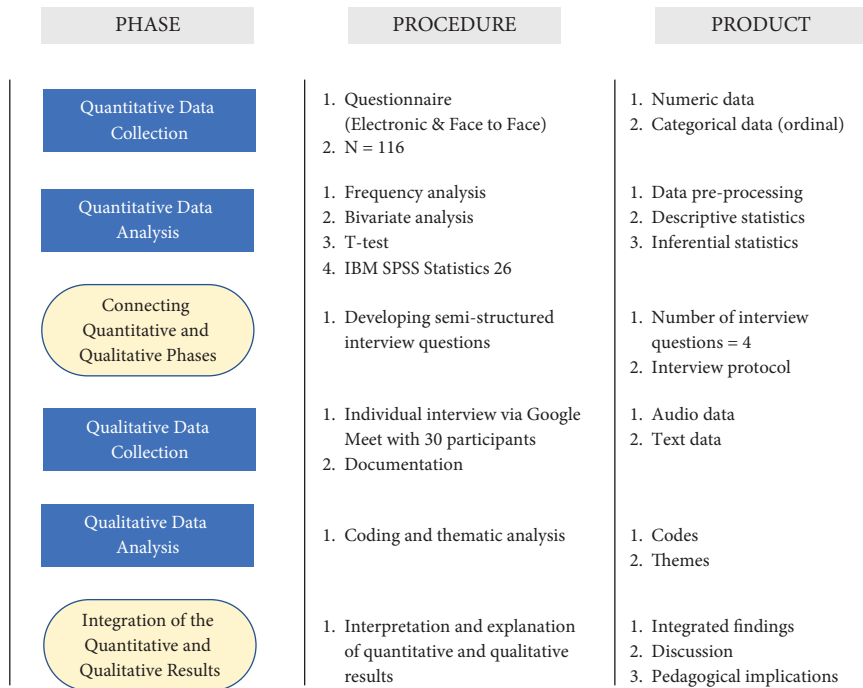 PHASE
PROCEDURE
PRODUCT
Quantitative Data
Collection
1. Questionnaire
(Electronic & Face to Face)
2. N = 116
1. Numeric data
2. Categorical data (ordinal)
Quantitative Data
Analysis
1. Frequency analysis
2. Bivariate analysis
3. T-test
4. IBM SPSS Statistics 26
1. Data pre-processing
2. Descriptive statistics
3. Inferential statistics
Connecting
Quantitative and
Qualitative Phases
1. Developing semi-structured
interview questions
1. Number of interview
questions = 4
2. Interview protocol
Qualitative Data
Collection
1. Individual interview via Google
Meet with 30 participants
2. Documentation
1. Audio data
2. Text data
Qualitative Data
Analysis
1. Coding and thematic analysis
1. Codes
2. Themes
Integration of the
Quantitative and
Qualitative Results
1. Interpretation and explanation
of quantitative and qualitative
results
1. Integrated findings
2. Discussion
3. Pedagogical implications